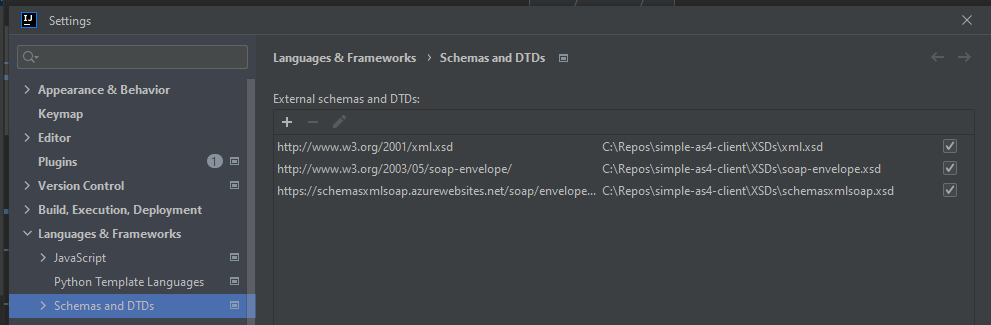 IJ
Settings
Languages & Frameworks › Schemas and DTDs
Appearance & Behavior
Keymap
Editor
Plugins 1
Version Control
Build, Execution, Deployment
Languages & Frameworks
JavaScript
Python Template Languages
Schemas and DTDs
External schemas and DTDs:
http://www.w3.org/2001/xml.xsd C:\Repos\simple-as4-client\XSDs\xml.xsd
http://www.w3.org/2003/05/soap-envelope/ C:\Repos\simple-as4-client\XSDs\soap-envelope.xsd
https://schemasxmlsoap.azurewebsites.net/soap/envelope... C:\Repos\simple-as4-client\XSDs\schemasxmlsoap.xsd